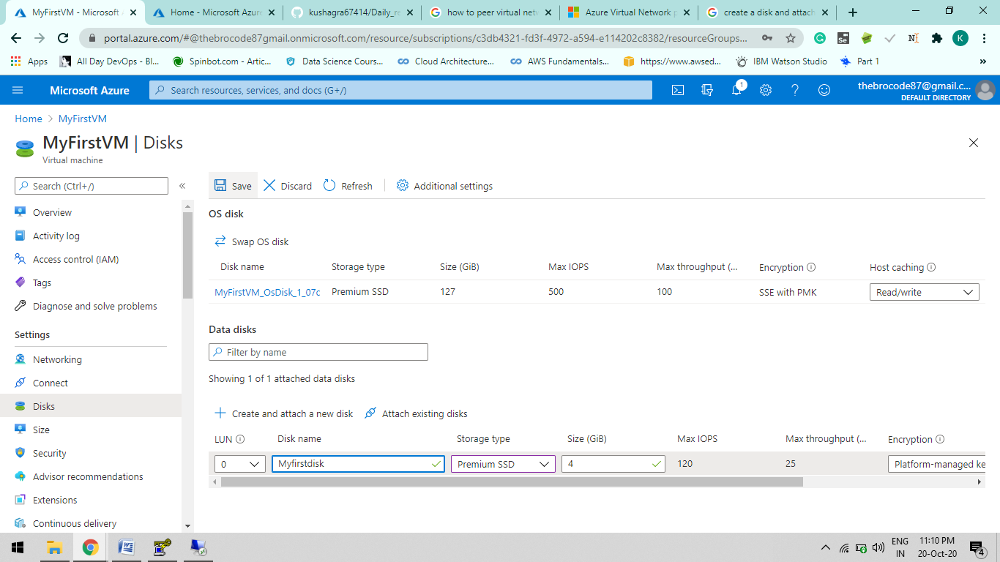 MyFirstVM - Microsoft A
Home - Microsoft Azure
kushagra67414/Daily_re
how to peer virtual netw
Azure Virtual Network p
create a disk and attach
portal.azure.com/#@thebrocode87gmail.onmicrosoft.com/resource/subscriptions/c3db4321-fd3f-4972-a594-e114202c8382/resourceGroups...
Se
K
Apps
All Day DevOps - Bl...
Spinbot.com - Artic...
Data Science Cours...
Cloud Architecture...
AWS Fundamentals...
https://www.awsed...
IBM Watson Studio
Part 1
»
Microsoft Azure
Search resources, services, and docs (G+/)
1
thebrocode87@gmail.c...
DEFAULT DIRECTORY
Home > MyFirstVM
MyFirstVM | Disks
Virtual machine
Search (Ctrl+/)
«
Overview
Activity log
Access control (IAM)
Tags
Diagnose and solve problems
Settings
Networking
Connect
Disks
Size
Security
Advisor recommendations
Extensions
Continuous delivery
Save Discard Refresh Additional settings
OS disk
Swap OS disk
Disk name Storage type Size (GiB) Max IOPS Max throughput (... Encryption Host caching
MyFirstVM_OsDisk_1_07c Premium SSD 127 500 100 SSE with PMK Read/write
Data disks
Filter by name
Showing 1 of 1 attached data disks
Create and attach a new disk Attach existing disks
LUN Disk name Storage type Size (GiB) Max IOPS Max throughput (... Encryption
0 Myfirstdisk Premium SSD 4 120 25 Platform-managed ke
ENG
IN
11:10 PM
20-Oct-20
4